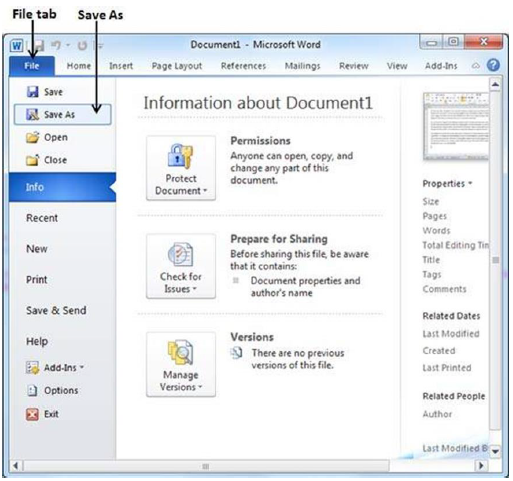 File tab Save As
Document1 - Microsoft Word
File Home Insert Page Layout References Mailings Review View Add-Ins
Save
Save As
Open
Close
Info
Recent
New
Print
Save & Send
Help
Add-Ins
Options
Exit
Information about Document1
Protect
Document
Permissions
Anyone can open, copy, and
change any part of this
document.
Check for
Issues
Prepare for Sharing
Before sharing this file, be aware
that it contains:
Document properties and
author's name
Manage
Versions
Versions
There are no previous
versions of this file.
Properties
Size
Pages
Words
Total Editing Tim
Title
Tags
Comments
Related Dates
Last Modified
Created
Last Printed
Related People
Author
Last Modified B